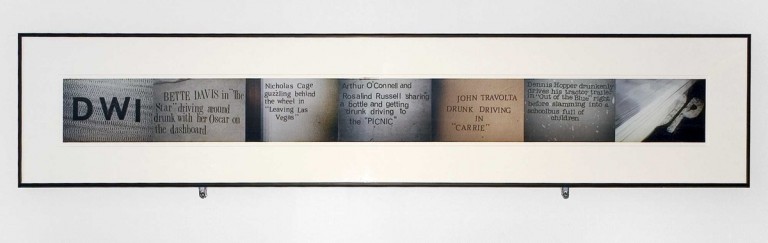 DWI
BETTE DAVIS in "The
Star" driving around
drunk with her Oscar on
the dashboard
Nicholas Cage
guzzling behind
the wheel in
"Leaving Las
Vegas"
Arthur O'Connell and
Rosalind Russell sharing
a bottle and getting
drunk driving to
the "PICNIC"
JOHN TRAVOLTA
DRUNK DRIVING
IN
"CARRIE"
Dennis Hopper drunkenly
drives his tractor trailer
in "Out of the Blue" right
before slamming into a
schoolbus full of
children